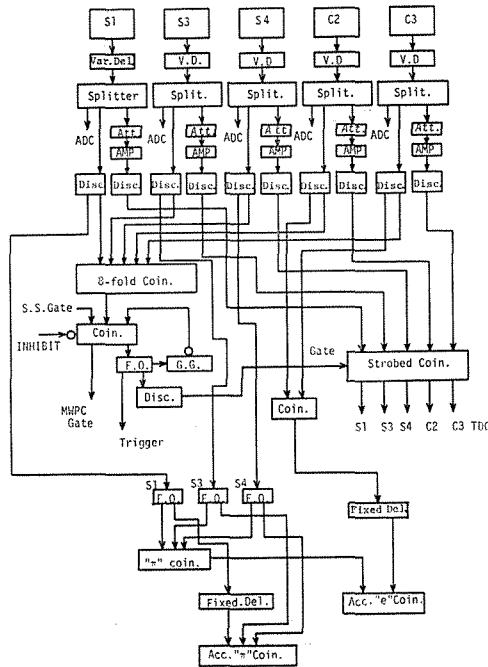 S1 S3 S4 C2 C3
Var.Del. V.D. V.D V.D V.D
Splitter Split. Split. Split. Split.
ADC Att. ADC Att. ADC Att ADC Att. ADC Att.
AMP AMP AMP AMP AMP
Disc. Disc. Disc. Disc. Disc. Disc. Disc. Disc. Disc. Disc.
8-fold Coin.
S.S.Gate
Coin.
INHIBIT
F.O. G.G.
Gate
Strobed Coin.
Disc.
Coin.
MWPC
Gate
Trigger
S1 S3 S4 C2 C3 TDC
S1 S3 S4
F.O. F.O. F.O.
Fixed Del.
"π" coin.
Fixed.Del.
Acc."e"Coin.
Acc."π"Coin.